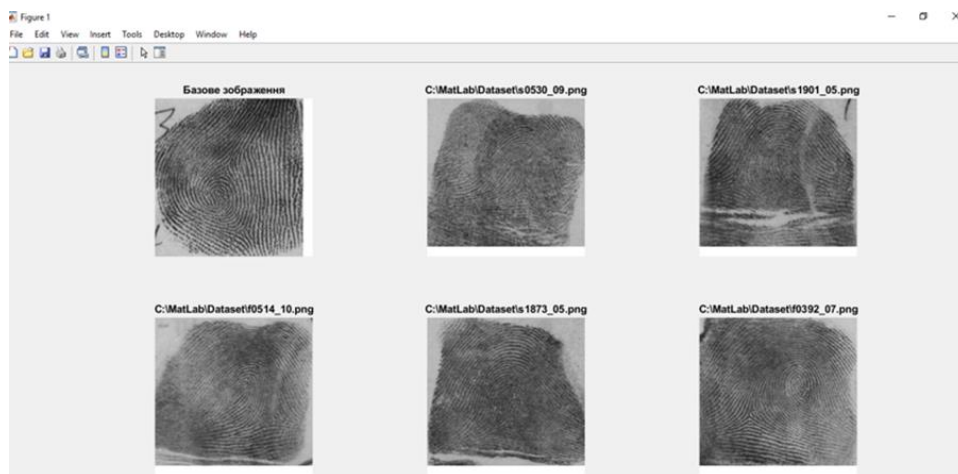 Figure 1
File Edit View Insert Tools Desktop Window Help
Базове зображення
C:\MatLab\Dataset\s0530_09.png
C:\MatLab\Dataset\s1901_05.png
C:\MatLab\Dataset\f0514_10.png
C:\MatLab\Dataset\s1873_05.png
C:\MatLab\Dataset\f0392_07.png